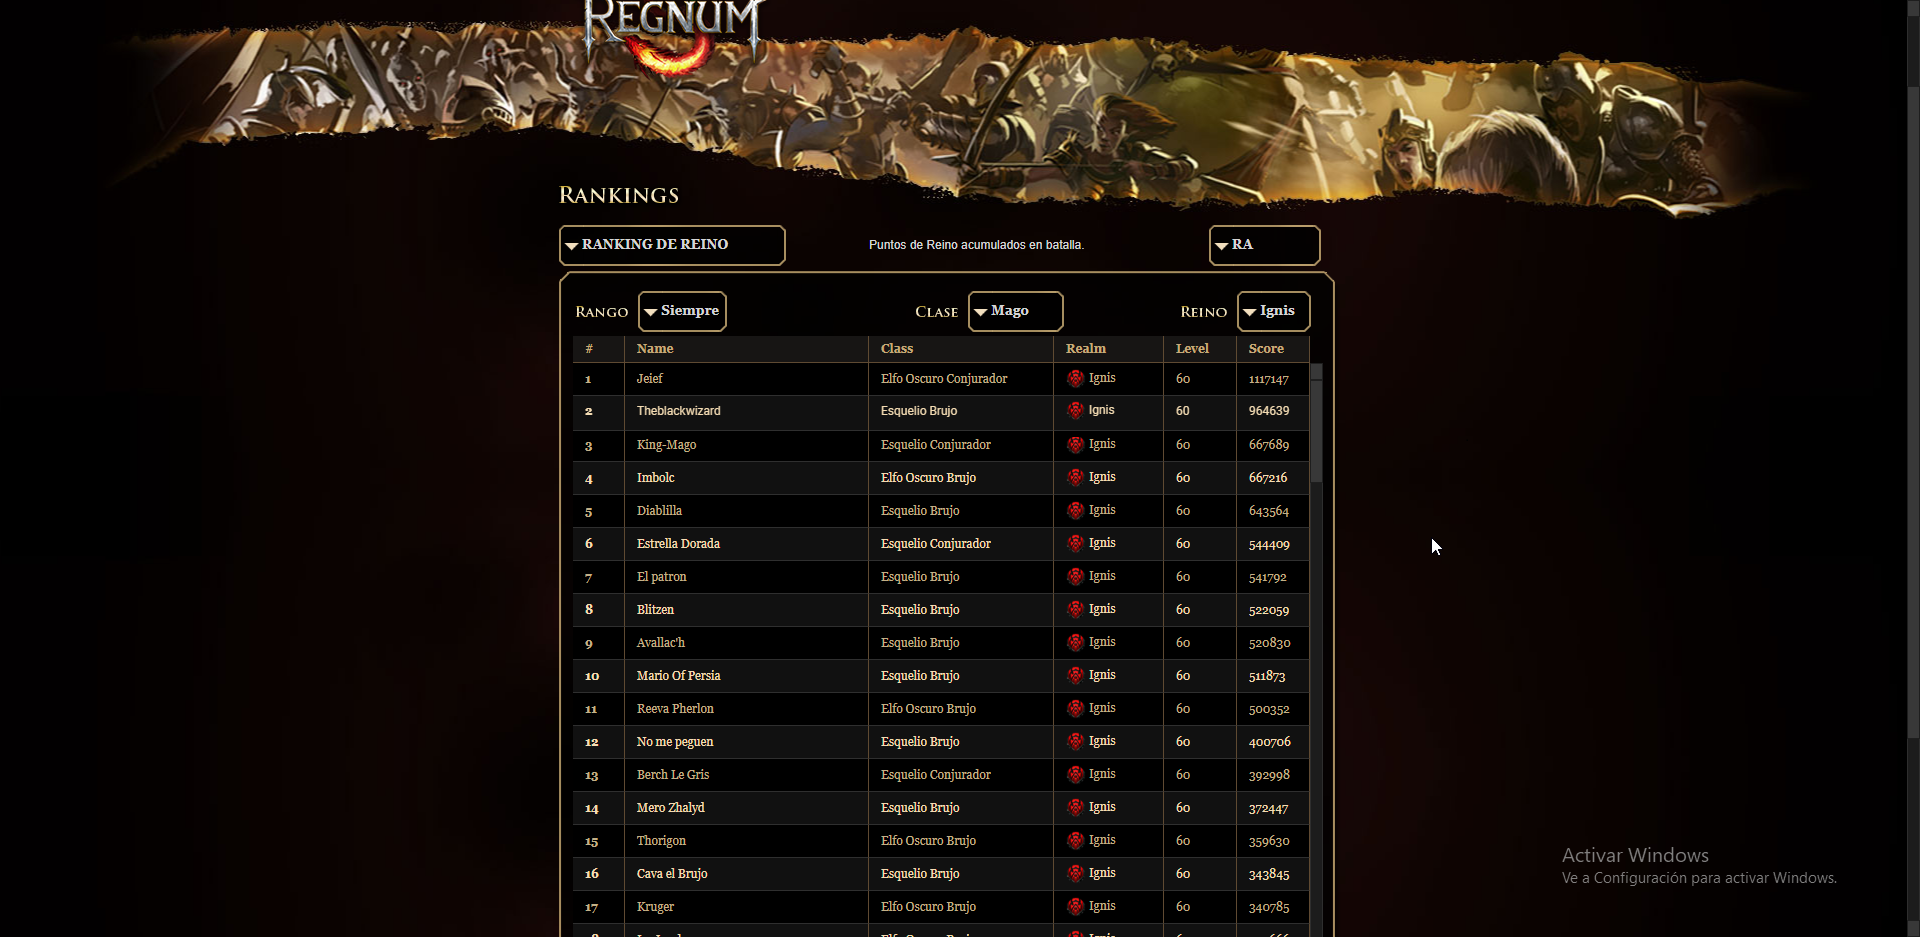 REGNUM
RANKINGS
RANKING DE REINO
Puntos de Reino acumulados en batalla.
RA
RANGO Siempre CLASE Mago REINO Ignis
# Name Class Realm Level Score
1 Jeief Elfo Oscuro Conjurador Ignis 60 1117147
2 Theblackwizard Esquelio Brujo Ignis 60 964639
3 King-Mago Esquelio Conjurador Ignis 60 667689
4 Imbolc Elfo Oscuro Brujo Ignis 60 667216
5 Diablílla Esquelio Brujo Ignis 60 643564
6 Estrella Dorada Esquelio Conjurador Ignis 60 544409
7 El patron Esquelio Brujo Ignis 60 541792
8 Blitzen Esquelio Brujo Ignis 60 522059
9 Avallac'h Esquelio Brujo Ignis 60 520830
10 Mario Of Persia Esquelio Brujo Ignis 60 511873
11 Reeva Pherlon Elfo Oscuro Brujo Ignis 60 500352
12 No me peguen Esquelio Brujo Ignis 60 400706
13 Berch Le Gris Esquelio Conjurador Ignis 60 392998
14 Mero Zhalyd Esquelio Brujo Ignis 60 372447
15 Thorigon Elfo Oscuro Brujo Ignis 60 359630
16 Cava el Brujo Esquelio Brujo Ignis 60 343845
17 Kruger Elfo Oscuro Brujo Ignis 60 340785
Activar Windows
Ve a Configuración para activar Windows.